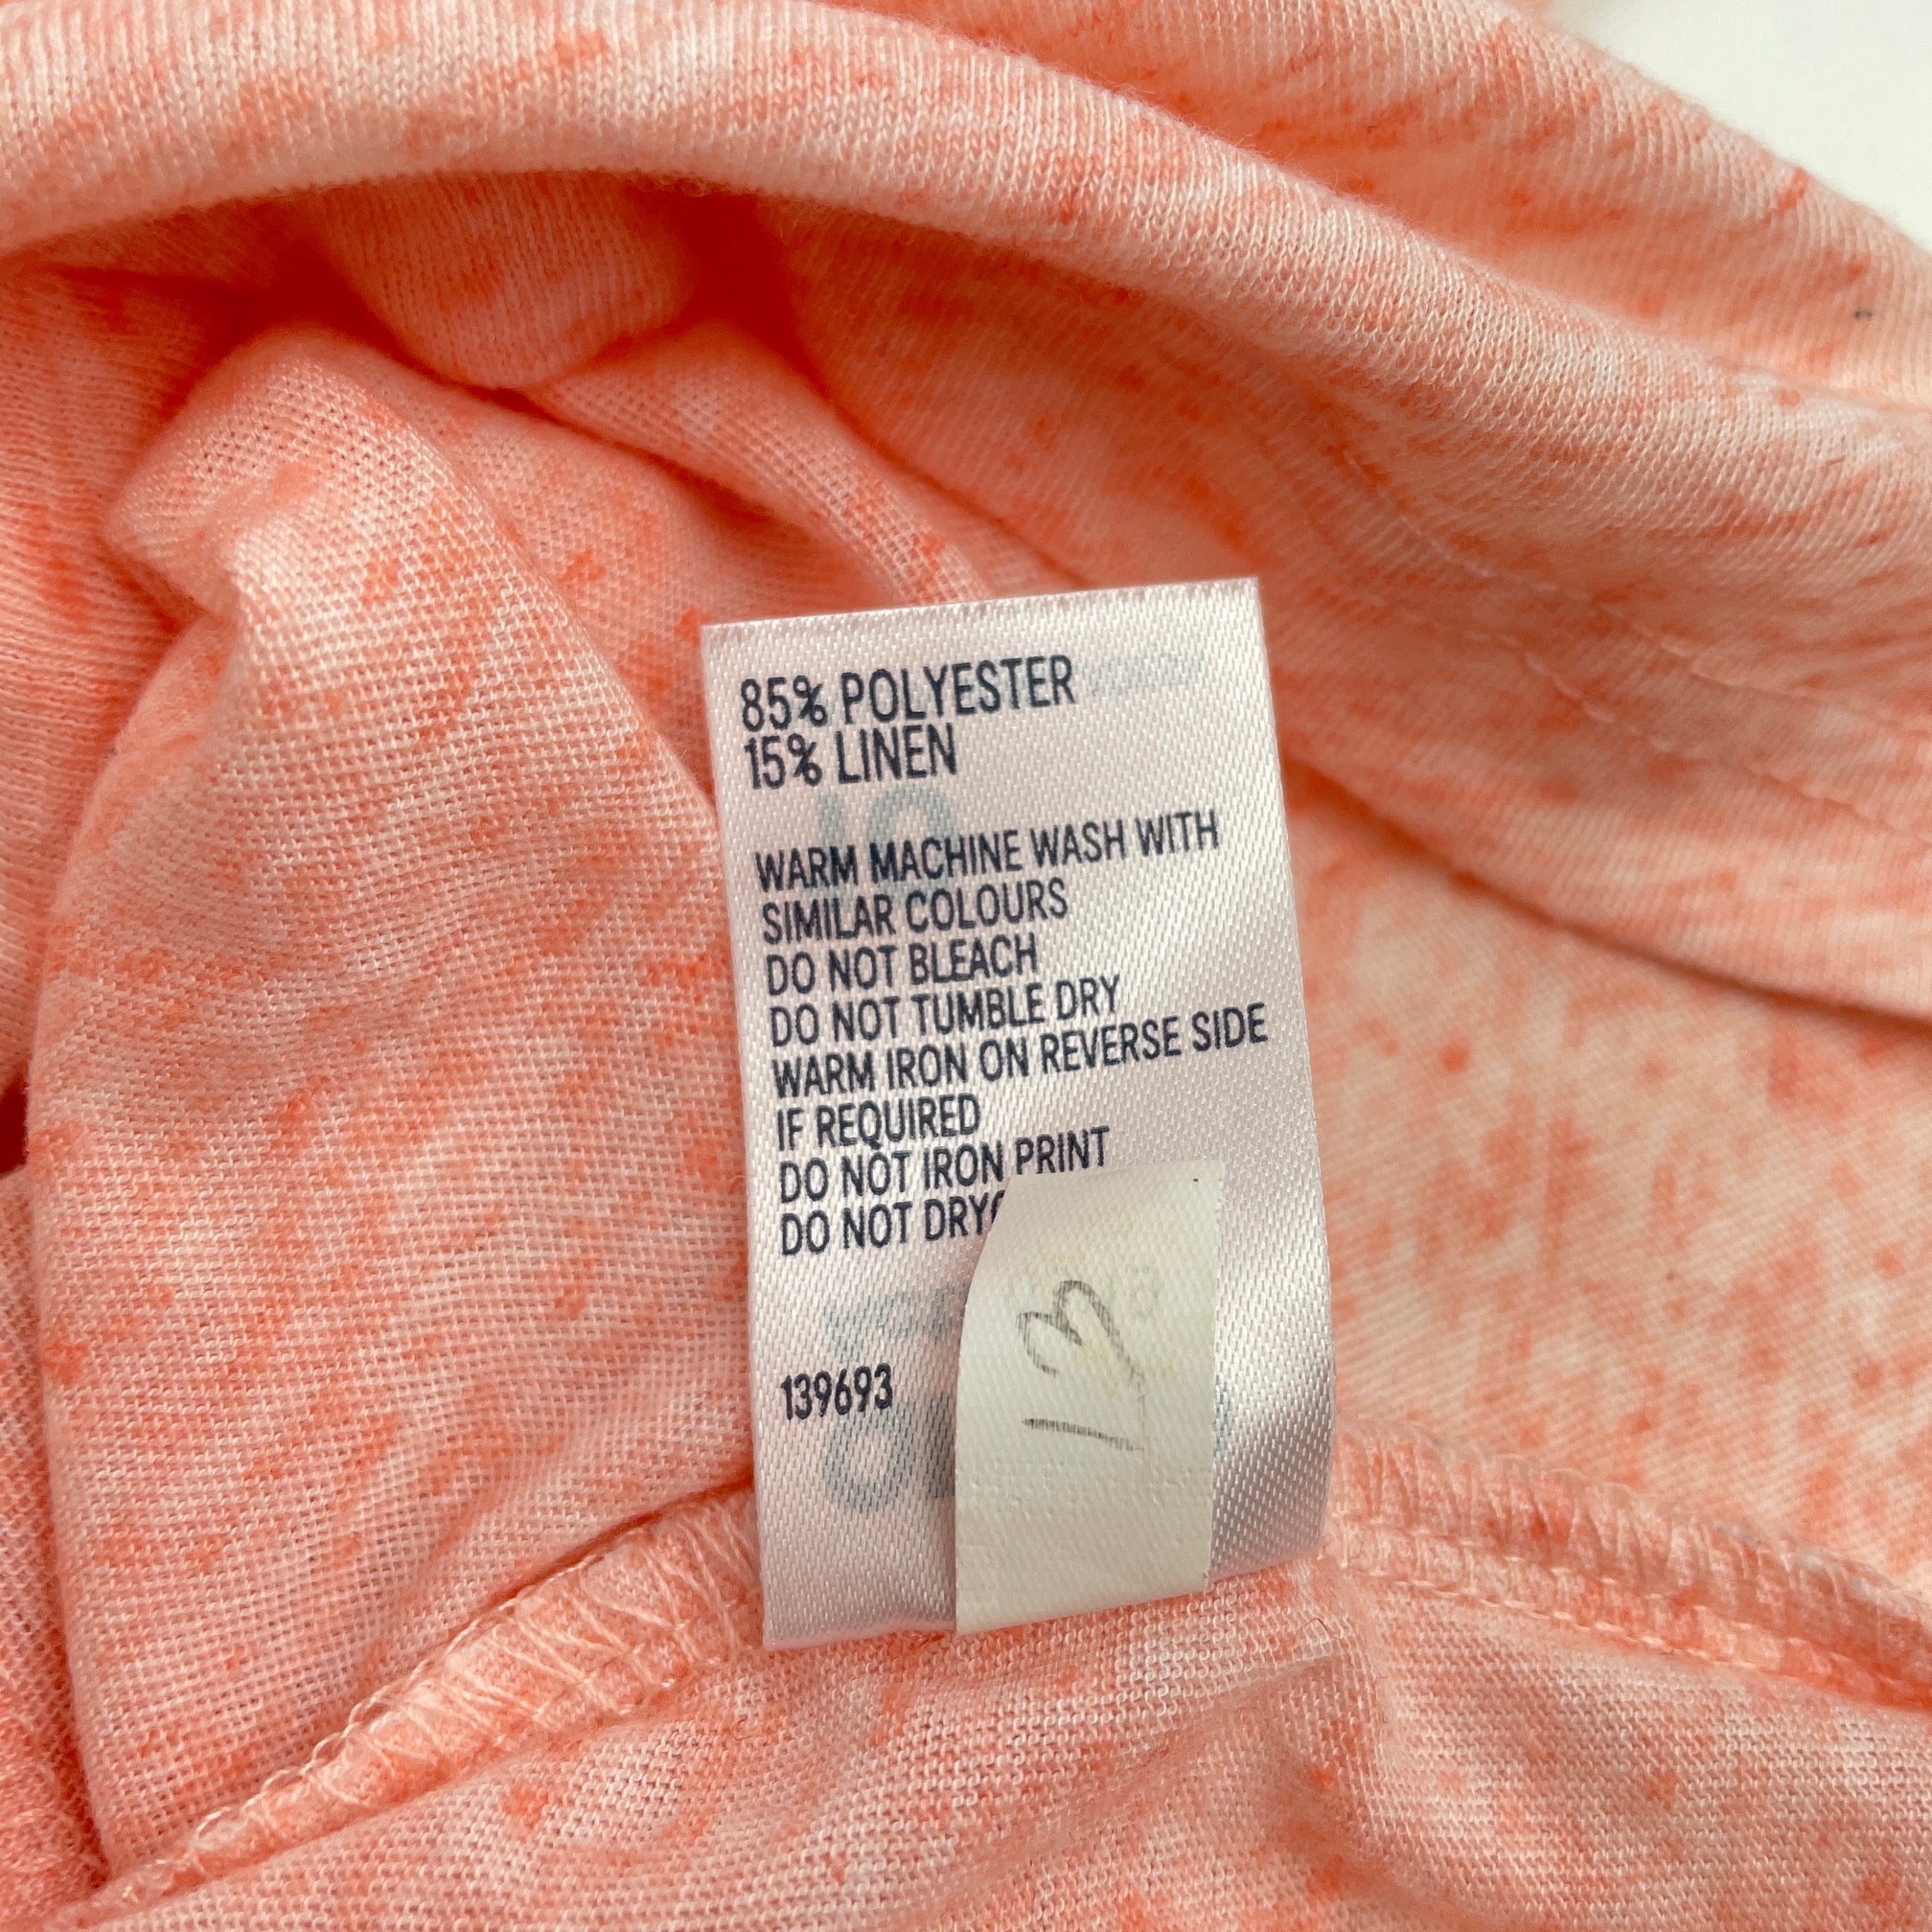 85% POLYESTER
15% LINEN
WARM MACHINE WASH WITH
SIMILAR COLOURS
DO NOT BLEACH
DO NOT TUMBLE DRY
WARM IRON ON REVERSE SIDE
IF REQUIRED
DO NOT IRON PRINT
DO NOT
139693